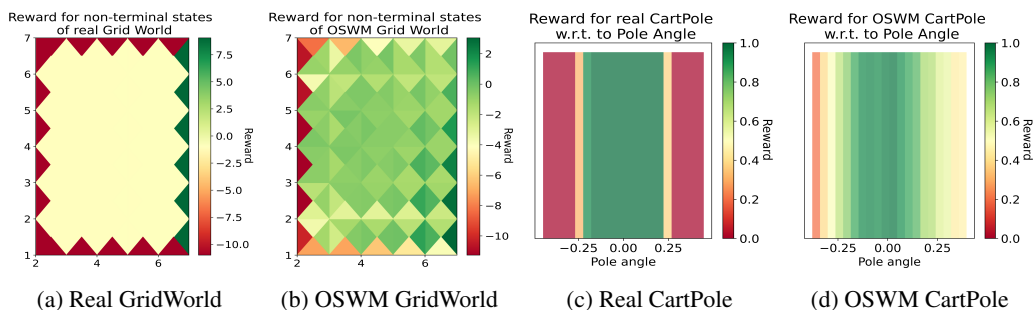 Reward for non-terminal states
of real Grid World
7
6
5
4
3
2
1
2
4
6
7.5
5.0
2.5
0.0
−2.5
−5.0
−7.5
−10.0
Reward
(a) Real GridWorld
Reward for non-terminal states
of OSWM Grid World
7
6
5
4
3
2
1
2
4
6
2
0
−2
−4
−6
−8
−10
Reward
(b) OSWM GridWorld
Reward for real CartPole
w.r.t. to Pole Angle
−0.25
0.00
0.25
Pole angle
1.0
0.8
0.6
0.4
0.2
0.0
Reward
(c) Real CartPole
Reward for OSWM CartPole
w.r.t. to Pole Angle
−0.25
0.00
0.25
Pole angle
1.0
0.8
0.6
0.4
0.2
0.0
Reward
(d) OSWM CartPole